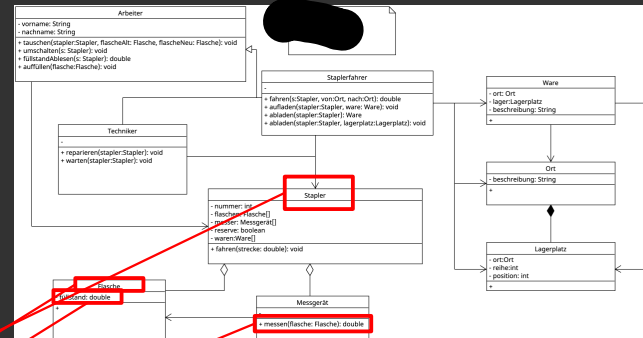 Arbeiter
- vorname: String
- nachname: String
+ tauschen(stapler:Stapler, flascheAlt: Flasche, flascheNeu: Flasche): void
+ umschalten(s: Stapler): void
+ füllstandAblesen(s: Stapler): double
+ auffüllen(flasche:Flasche): void
Staplerfahrer
-
+ fahren(s:Stapler, von:Ort, nach:Ort): double
+ aufladen(stapler:Stapler, ware: Ware): void
+ abladen(stapler:Stapler): Ware
+ abladen(stapler:Stapler, lagerplatz:Lagerplatz): void
Ware
- ort: Ort
- lager:Lagerplatz
- beschreibung: String
+
Techniker
-
+ reparieren(stapler:Stapler): void
+ warten(stapler:Stapler): void
Ort
- beschreibung: String
+
Stapler
- nummer: int
- flaschen: Flasche[]
- messer: Messgerät[]
- reserve: boolean
- waren:Ware[]
+ fahren(strecke: double): void
Lagerplatz
- ort:Ort
- reihe:int
- position: int
+
Flasche
- füllstand: double
+
Messgerät
+ messen(flasche: Flasche): double